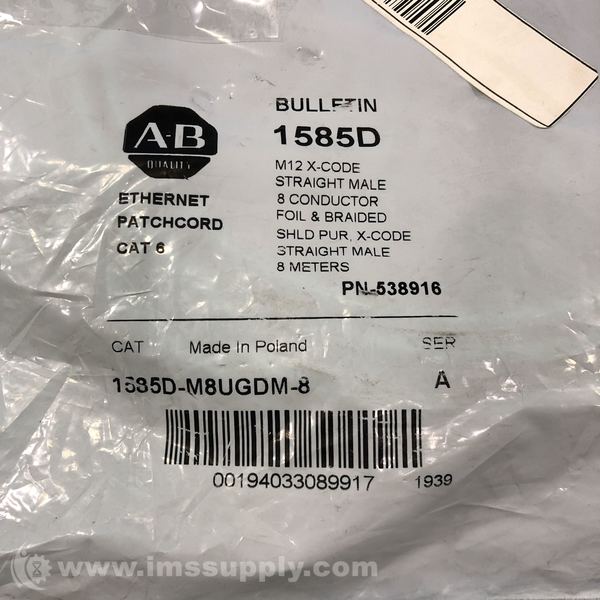 A-B
QUALITY
ETHERNET
PATCHCORD
CAT 6
BULLETIN
1585D
M12 X-CODE
STRAIGHT MALE
8 CONDUCTOR
FOIL & BRAIDED
SHLD PUR, X-CODE
STRAIGHT MALE
8 METERS
PN-538916
CAT Made In Poland SER
1585D-M8UGDM-8 A
00194033089917 1939
www.imssupply.com